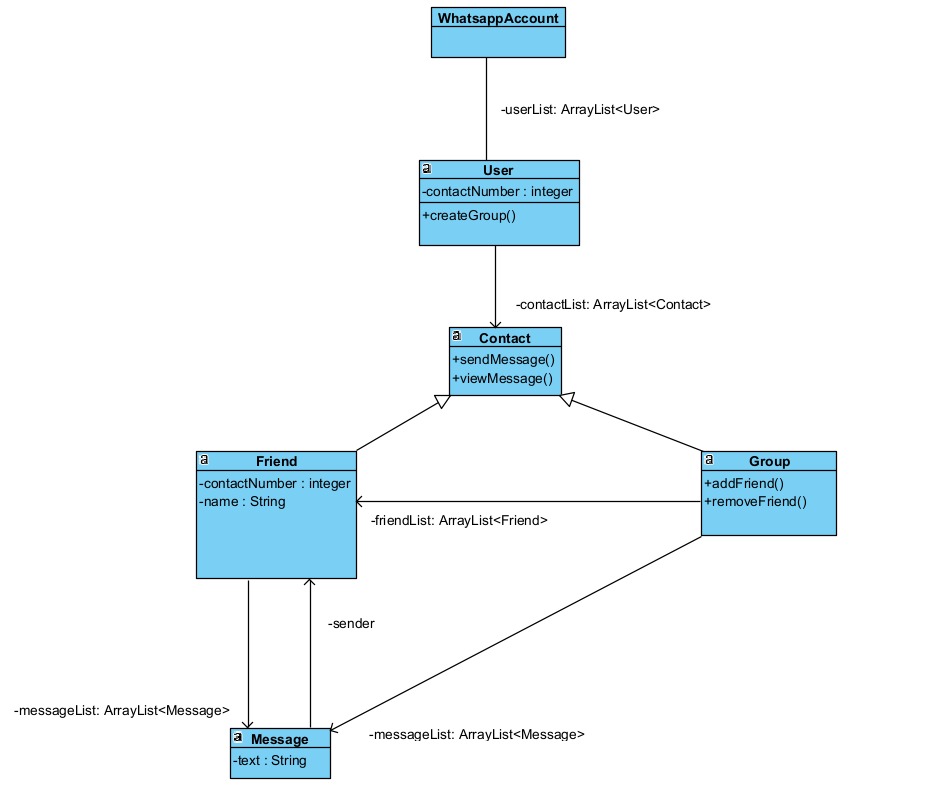 WhatsappAccount
-userList: ArrayList<User>
a
User
-contactNumber : integer
+createGroup()
-contactList: ArrayList<Contact>
a
Contact
+sendMessage()
+viewMessage()
a
Friend
-contactNumber : integer
-name : String
a
Group
+addFriend()
+removeFriend()
-friendList: ArrayList<Friend>
-sender
-messageList: ArrayList<Message>
-messageList: ArrayList<Message>
a
Message
-text : String